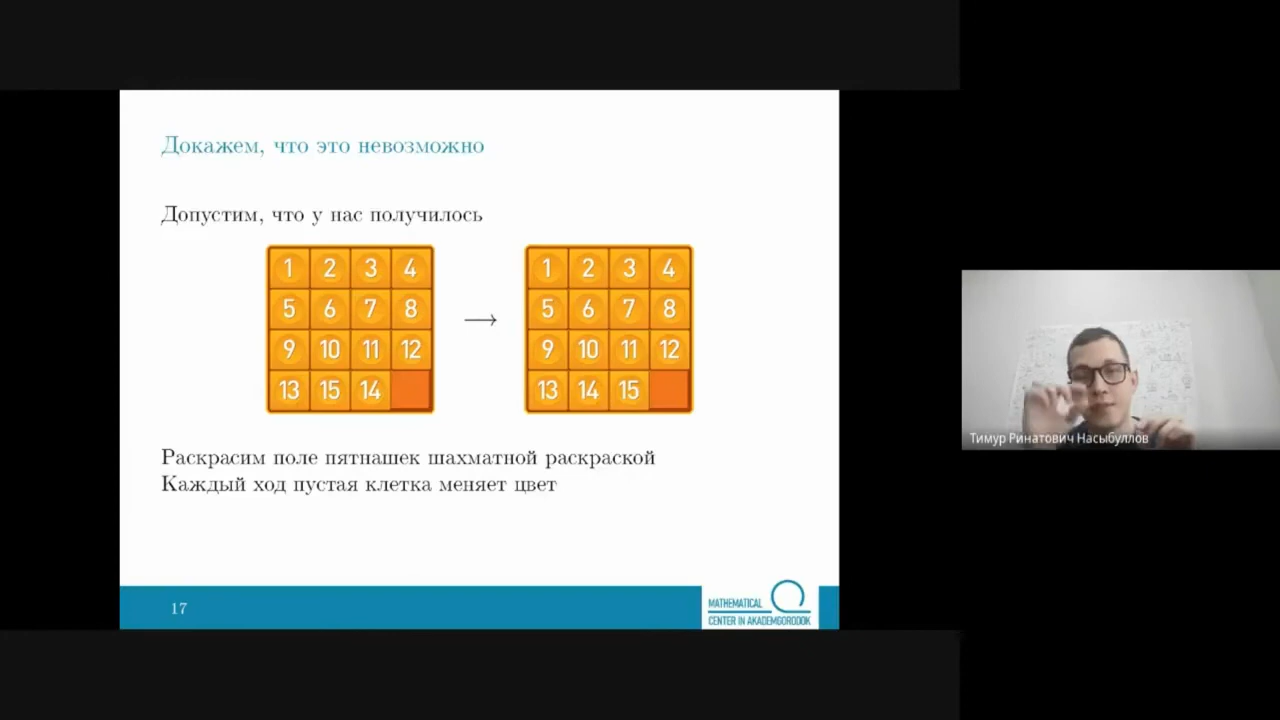 Докажем, что это невозможно
Допустим, что у нас получилось
1 2 3 4
5 6 7 8
9 10 11 12
13 15 14
→
1 2 3 4
5 6 7 8
9 10 11 12
13 14 15
Раскрасим поле пятнашек шахматной раскраской
Каждый ход пустая клетка меняет цвет
17
MATHEMATICAL
CENTER IN AKADEMGORODOK
Тимур Ринатович Насыбуллов